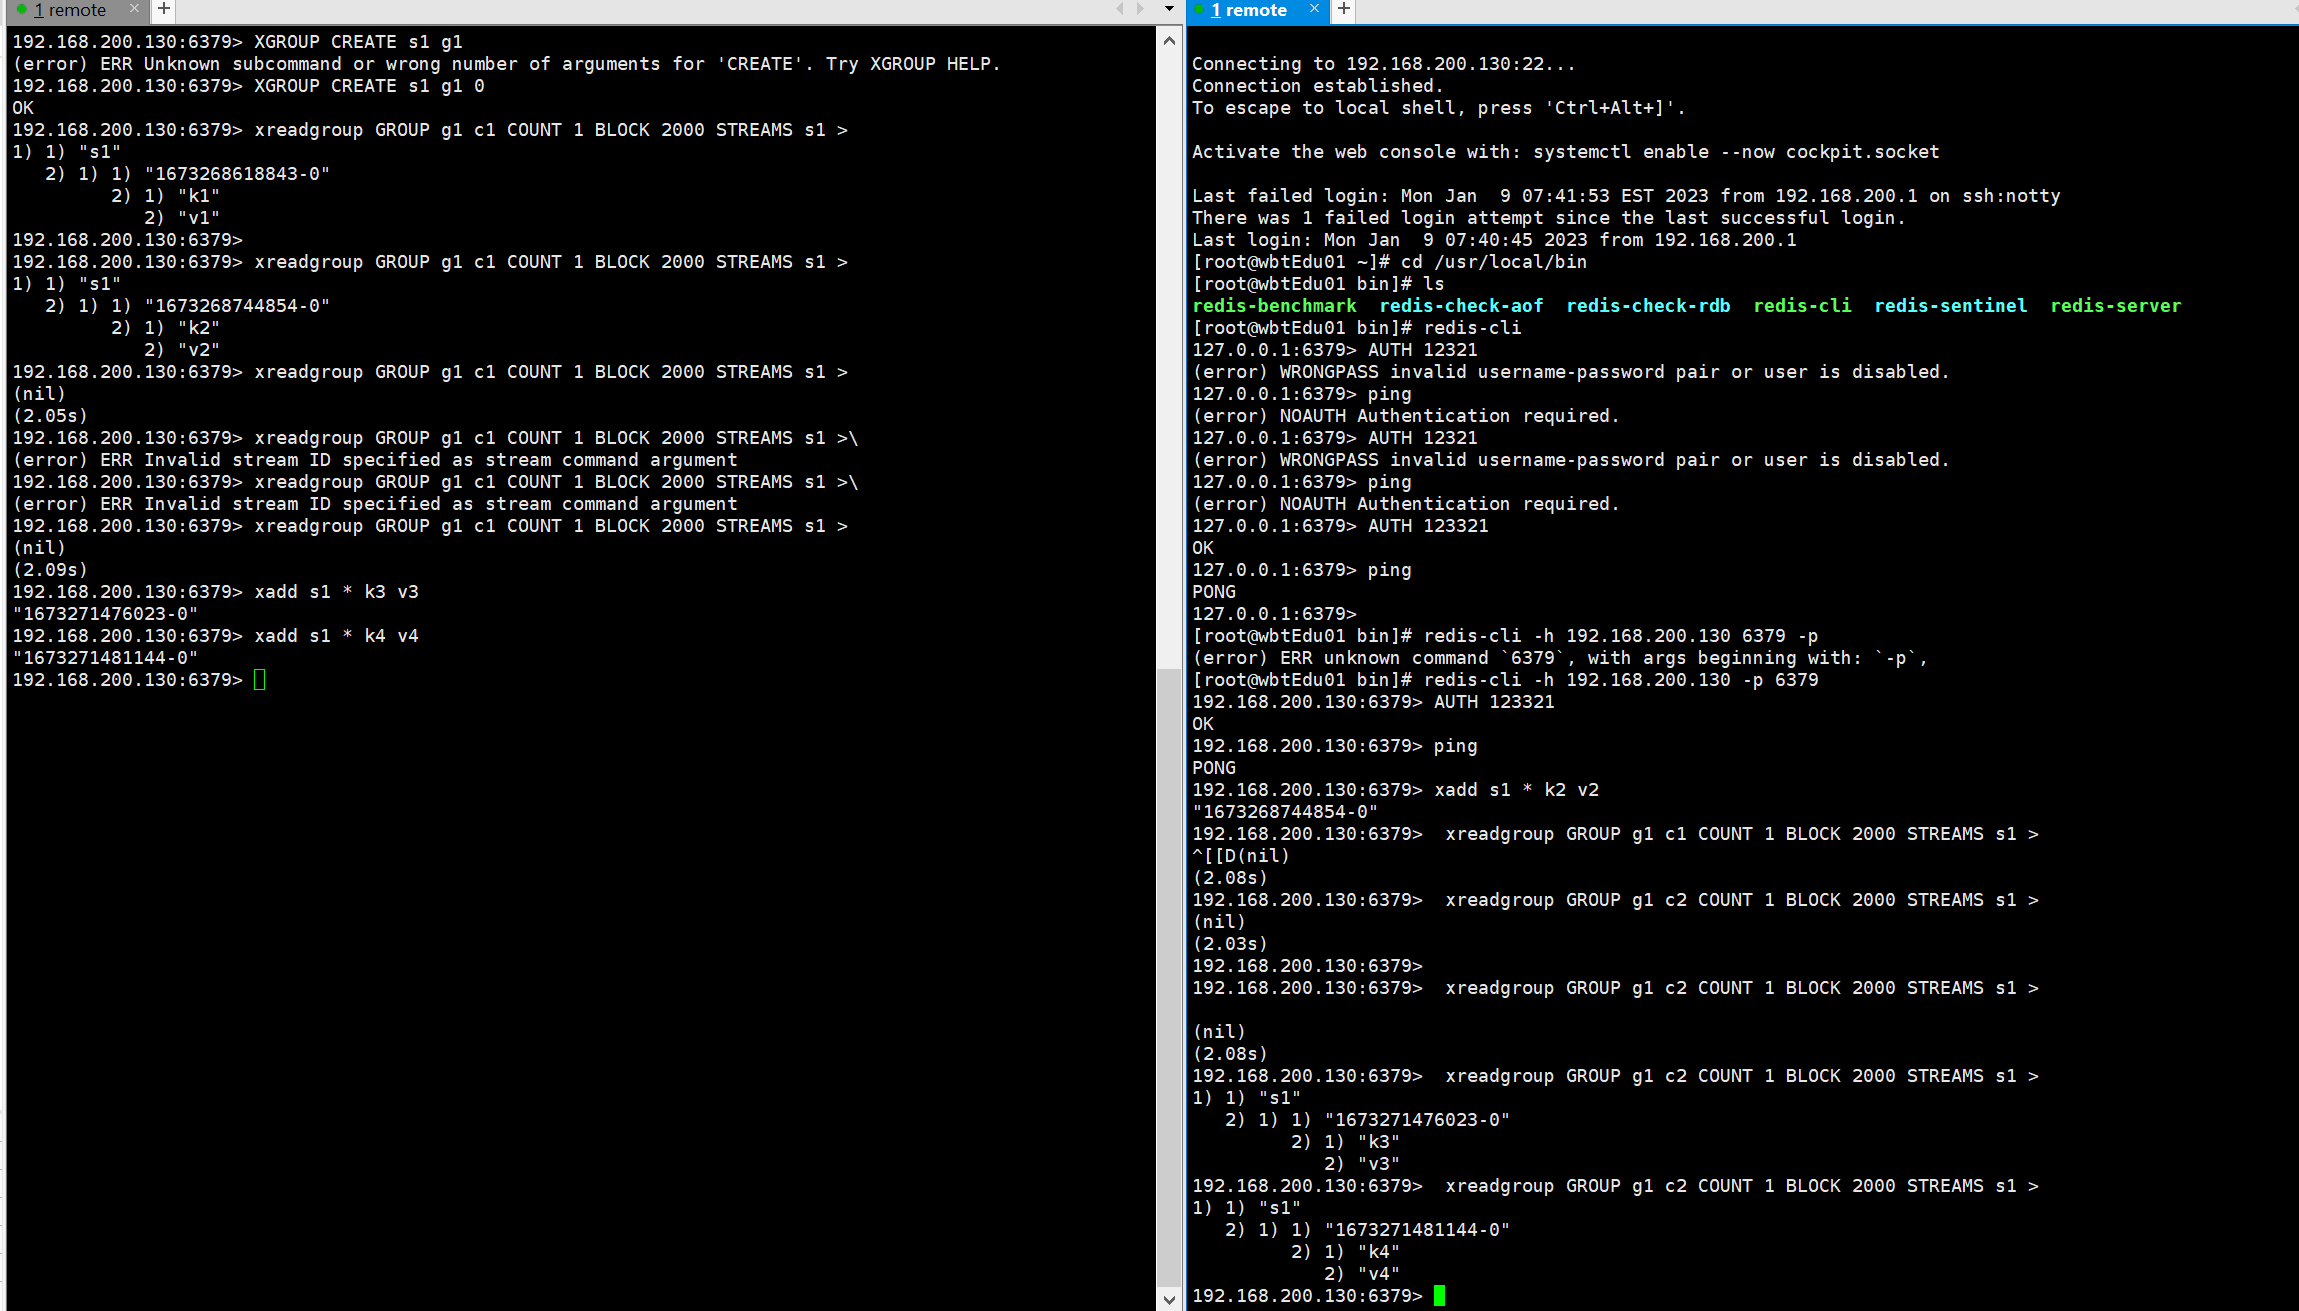 1 remote
192.168.200.130:6379> XGROUP CREATE s1 g1
(error) ERR Unknown subcommand or wrong number of arguments for 'CREATE'. Try XGROUP HELP.
192.168.200.130:6379> XGROUP CREATE s1 g1 0
OK
192.168.200.130:6379> xreadgroup GROUP g1 c1 COUNT 1 BLOCK 2000 STREAMS s1 >
1) 1) "s1"
   2) 1) 1) "1673268618843-0"
         2) 1) "k1"
            2) "v1"
192.168.200.130:6379>
192.168.200.130:6379> xreadgroup GROUP g1 c1 COUNT 1 BLOCK 2000 STREAMS s1 >
1) 1) "s1"
   2) 1) 1) "1673268744854-0"
         2) 1) "k2"
            2) "v2"
192.168.200.130:6379> xreadgroup GROUP g1 c1 COUNT 1 BLOCK 2000 STREAMS s1 >
(nil)
(2.05s)
192.168.200.130:6379> xreadgroup GROUP g1 c1 COUNT 1 BLOCK 2000 STREAMS s1 >\
(error) ERR Invalid stream ID specified as stream command argument
192.168.200.130:6379> xreadgroup GROUP g1 c1 COUNT 1 BLOCK 2000 STREAMS s1 >\
(error) ERR Invalid stream ID specified as stream command argument
192.168.200.130:6379> xreadgroup GROUP g1 c1 COUNT 1 BLOCK 2000 STREAMS s1 >
(nil)
(2.09s)
192.168.200.130:6379> xadd s1 * k3 v3
"1673271476023-0"
192.168.200.130:6379> xadd s1 * k4 v4
"1673271481144-0"
192.168.200.130:6379>
1 remote
Connecting to 192.168.200.130:22...
Connection established.
To escape to local shell, press 'Ctrl+Alt+]'.
Activate the web console with: systemctl enable --now cockpit.socket
Last failed login: Mon Jan  9 07:41:53 EST 2023 from 192.168.200.1 on ssh:notty
There was 1 failed login attempt since the last successful login.
Last login: Mon Jan  9 07:40:45 2023 from 192.168.200.1
[root@wbtEdu01 ~]# cd /usr/local/bin
[root@wbtEdu01 bin]# ls
redis-benchmark  redis-check-aof  redis-check-rdb  redis-cli  redis-sentinel  redis-server
[root@wbtEdu01 bin]# redis-cli
127.0.0.1:6379> AUTH 12321
(error) WRONGPASS invalid username-password pair or user is disabled.
127.0.0.1:6379> ping
(error) NOAUTH Authentication required.
127.0.0.1:6379> AUTH 12321
(error) WRONGPASS invalid username-password pair or user is disabled.
127.0.0.1:6379> ping
(error) NOAUTH Authentication required.
127.0.0.1:6379> AUTH 123321
OK
127.0.0.1:6379> ping
PONG
127.0.0.1:6379>
[root@wbtEdu01 bin]# redis-cli -h 192.168.200.130 6379 -p
(error) ERR unknown command `6379`, with args beginning with: `-p`,
[root@wbtEdu01 bin]# redis-cli -h 192.168.200.130 -p 6379
192.168.200.130:6379> AUTH 123321
OK
192.168.200.130:6379> ping
PONG
192.168.200.130:6379> xadd s1 * k2 v2
"1673268744854-0"
192.168.200.130:6379>  xreadgroup GROUP g1 c1 COUNT 1 BLOCK 2000 STREAMS s1 >
^[[D(nil)
(2.08s)
192.168.200.130:6379>  xreadgroup GROUP g1 c2 COUNT 1 BLOCK 2000 STREAMS s1 >
(nil)
(2.03s)
192.168.200.130:6379>
192.168.200.130:6379>  xreadgroup GROUP g1 c2 COUNT 1 BLOCK 2000 STREAMS s1 >
(nil)
(2.08s)
192.168.200.130:6379>  xreadgroup GROUP g1 c2 COUNT 1 BLOCK 2000 STREAMS s1 >
1) 1) "s1"
   2) 1) 1) "1673271476023-0"
         2) 1) "k3"
            2) "v3"
192.168.200.130:6379>  xreadgroup GROUP g1 c2 COUNT 1 BLOCK 2000 STREAMS s1 >
1) 1) "s1"
   2) 1) 1) "1673271481144-0"
         2) 1) "k4"
            2) "v4"
192.168.200.130:6379>